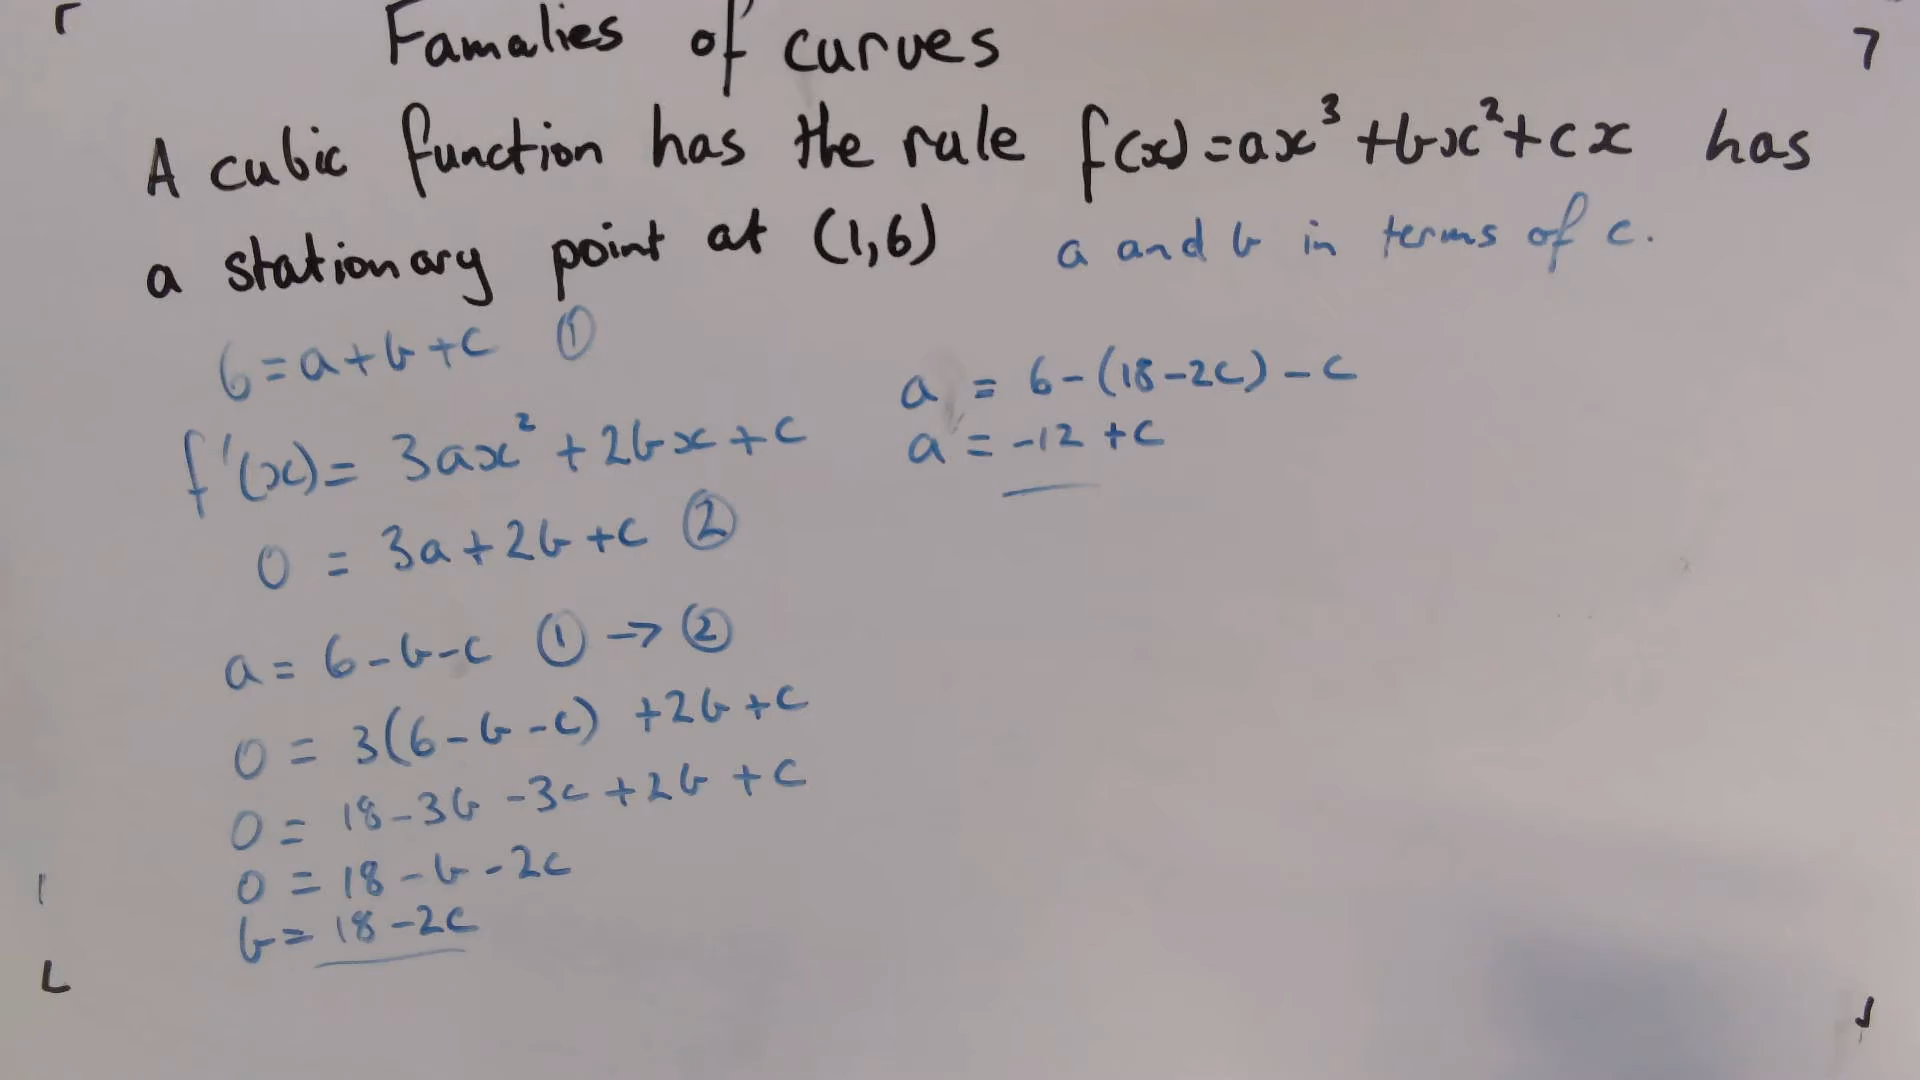 Famalies of curves
A cubic function has the rule f(x)=ax³+bx²+cx has
a stationary point at (1,6) a and b in terms of c.
6=a+b+c ①
f'(x)= 3ax²+2bx+c
0 = 3a+2b+c ②
a= 6-b-c ① → ②
0 = 3(6-b-c) +2b+c
0 = 18-3b-3c+2b+c
0 = 18-b-2c
b= 18-2c
a = 6-(18-2c)-c
a = -12+c